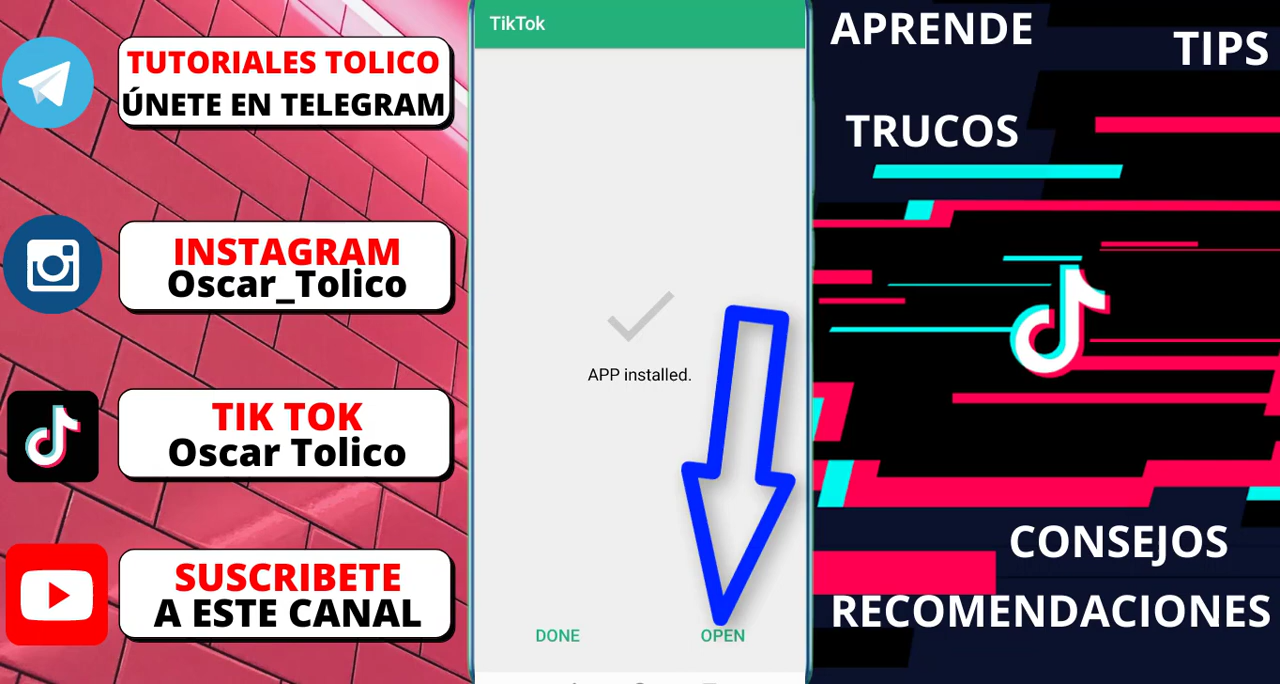 TUTORIALES TOLICO
ÚNETE EN TELEGRAM
INSTAGRAM
Oscar_Tolico
TIK TOK
Oscar Tolico
SUSCRIBETE
A ESTE CANAL
TikTok
APP installed.
DONE
OPEN
APRENDE
TIPS
TRUCOS
CONSEJOS
RECOMENDACIONES